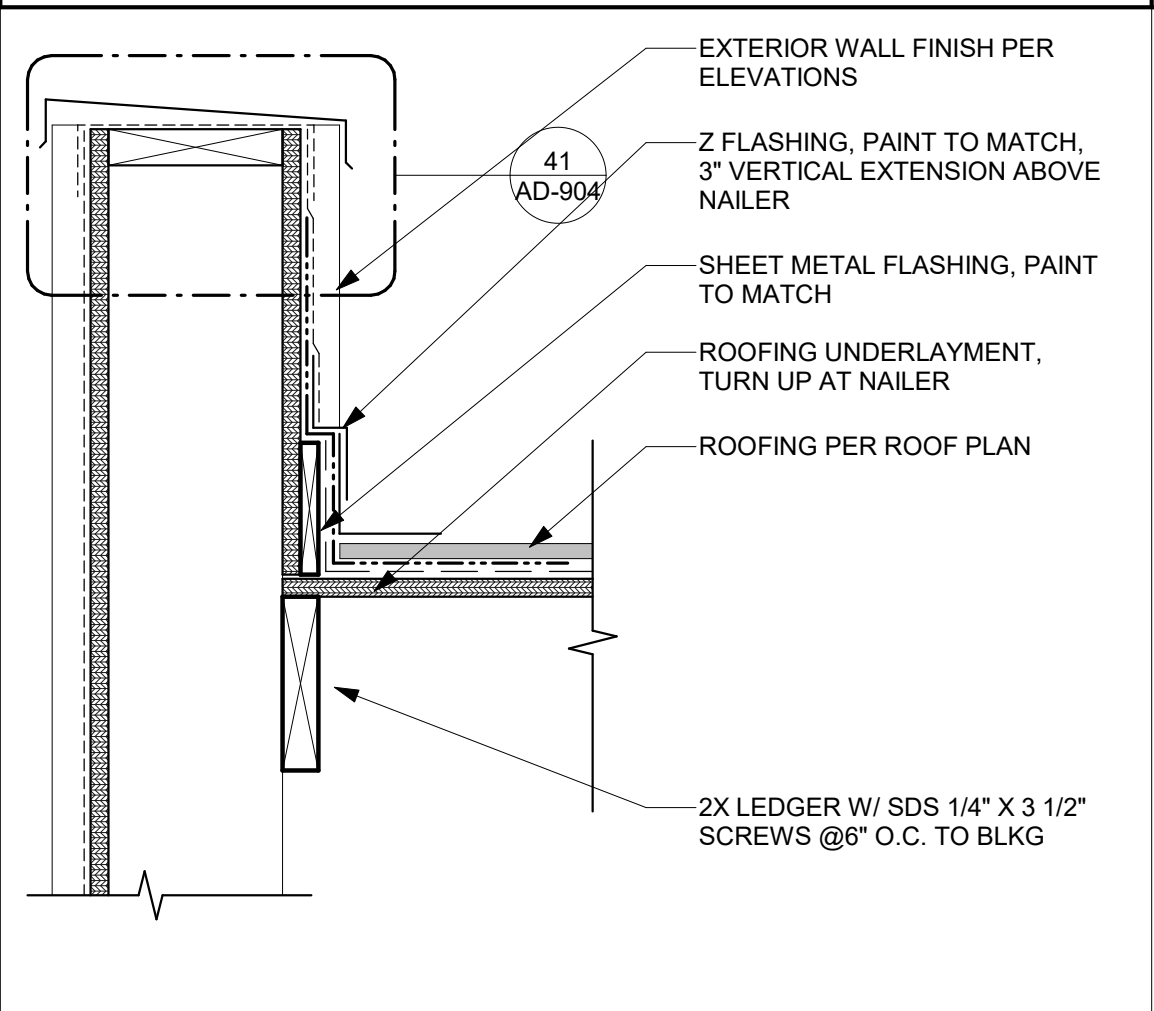 EXTERIOR WALL FINISH PER
ELEVATIONS
41
AD-904
Z FLASHING, PAINT TO MATCH,
3" VERTICAL EXTENSION ABOVE
NAILER
SHEET METAL FLASHING, PAINT
TO MATCH
ROOFING UNDERLAYMENT,
TURN UP AT NAILER
ROOFING PER ROOF PLAN
2X LEDGER W/ SDS 1/4" X 3 1/2"
SCREWS @6" O.C. TO BLKG